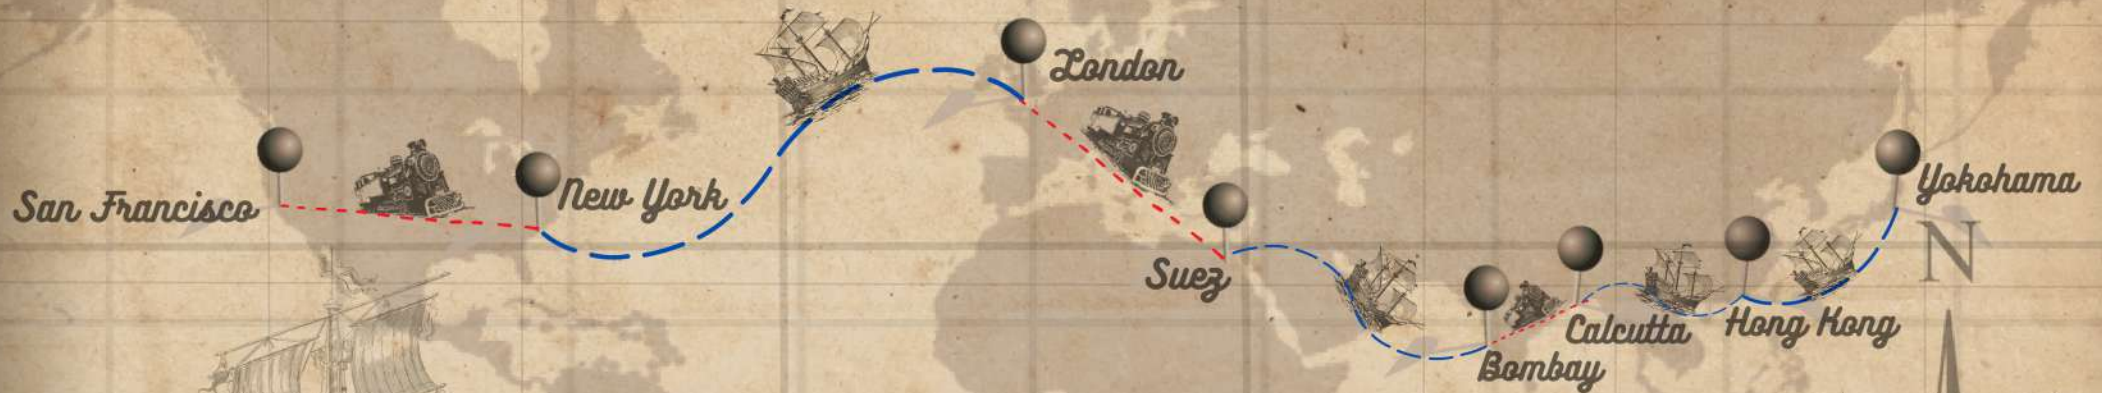 San Francisco
New York
London
Suez
Bombay
Calcutta
Hong Kong
Yokohama
N